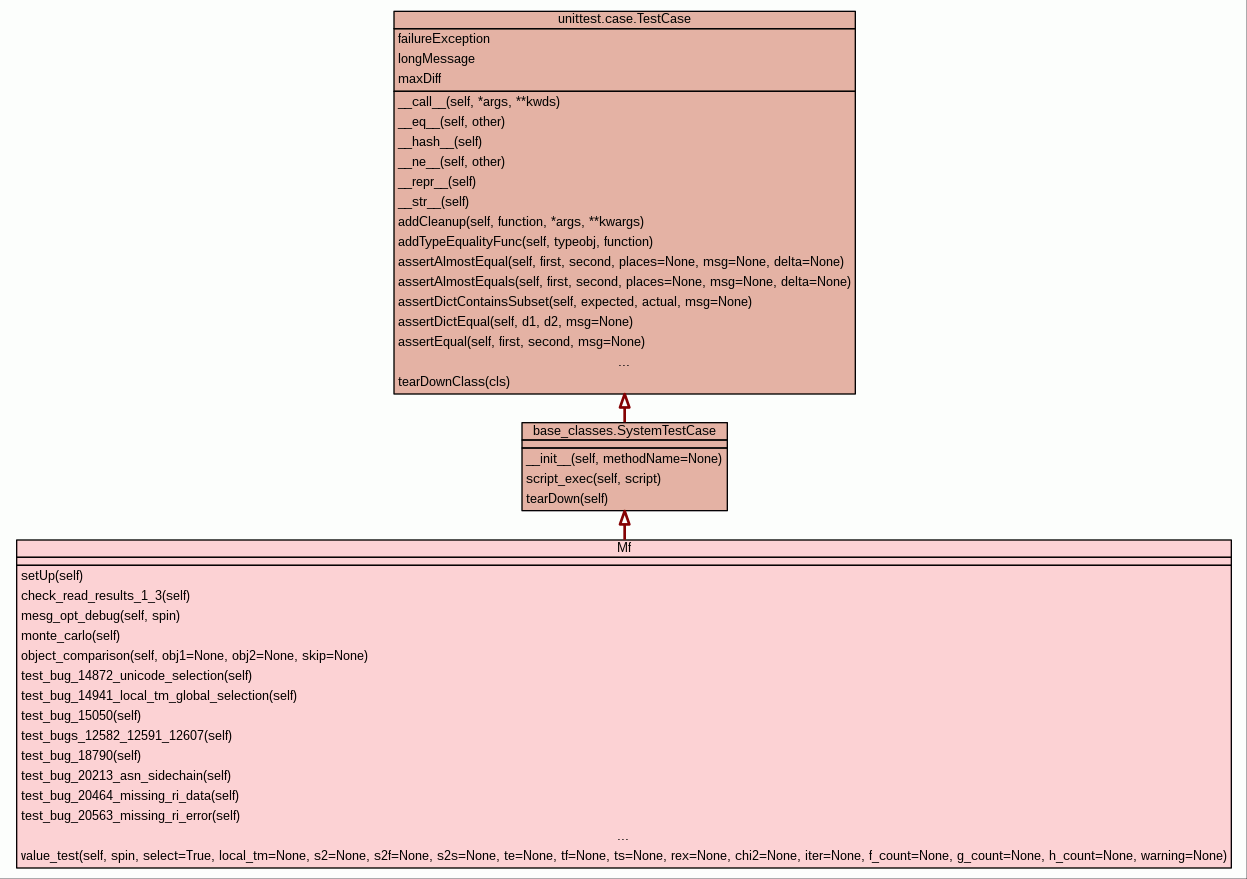 unittest.case.TestCase
failureException
longMessage
maxDiff
__call__(self, *args, **kwds)
__eq__(self, other)
__hash__(self)
__ne__(self, other)
__repr__(self)
__str__(self)
addCleanup(self, function, *args, **kwargs)
addTypeEqualityFunc(self, typeobj, function)
assertAlmostEqual(self, first, second, places=None, msg=None, delta=None)
assertAlmostEquals(self, first, second, places=None, msg=None, delta=None)
assertDictContainsSubset(self, expected, actual, msg=None)
assertDictEqual(self, d1, d2, msg=None)
assertEqual(self, first, second, msg=None)
...
tearDownClass(cls)
base_classes.SystemTestCase
__init__(self, methodName=None)
script_exec(self, script)
tearDown(self)
Mf
setUp(self)
check_read_results_1_3(self)
mesg_opt_debug(self, spin)
monte_carlo(self)
object_comparison(self, obj1=None, obj2=None, skip=None)
test_bug_14872_unicode_selection(self)
test_bug_14941_local_tm_global_selection(self)
test_bug_15050(self)
test_bugs_12582_12591_12607(self)
test_bug_18790(self)
test_bug_20213_asn_sidechain(self)
test_bug_20464_missing_ri_data(self)
test_bug_20563_missing_ri_error(self)
...
value_test(self, spin, select=True, local_tm=None, s2=None, s2f=None, s2s=None, te=None, tf=None, ts=None, rex=None, chi2=None, iter=None, f_count=None, g_count=None, h_count=None, warning=None)